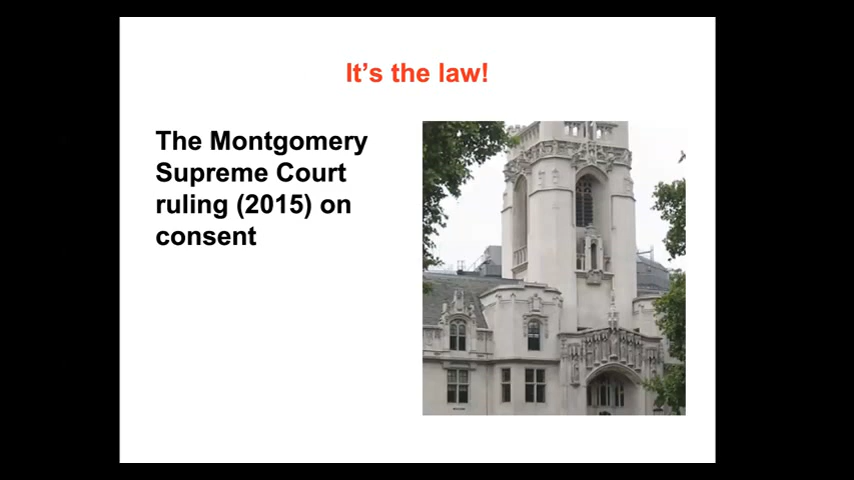 It's the law!
The Montgomery
Supreme Court
ruling (2015) on
consent